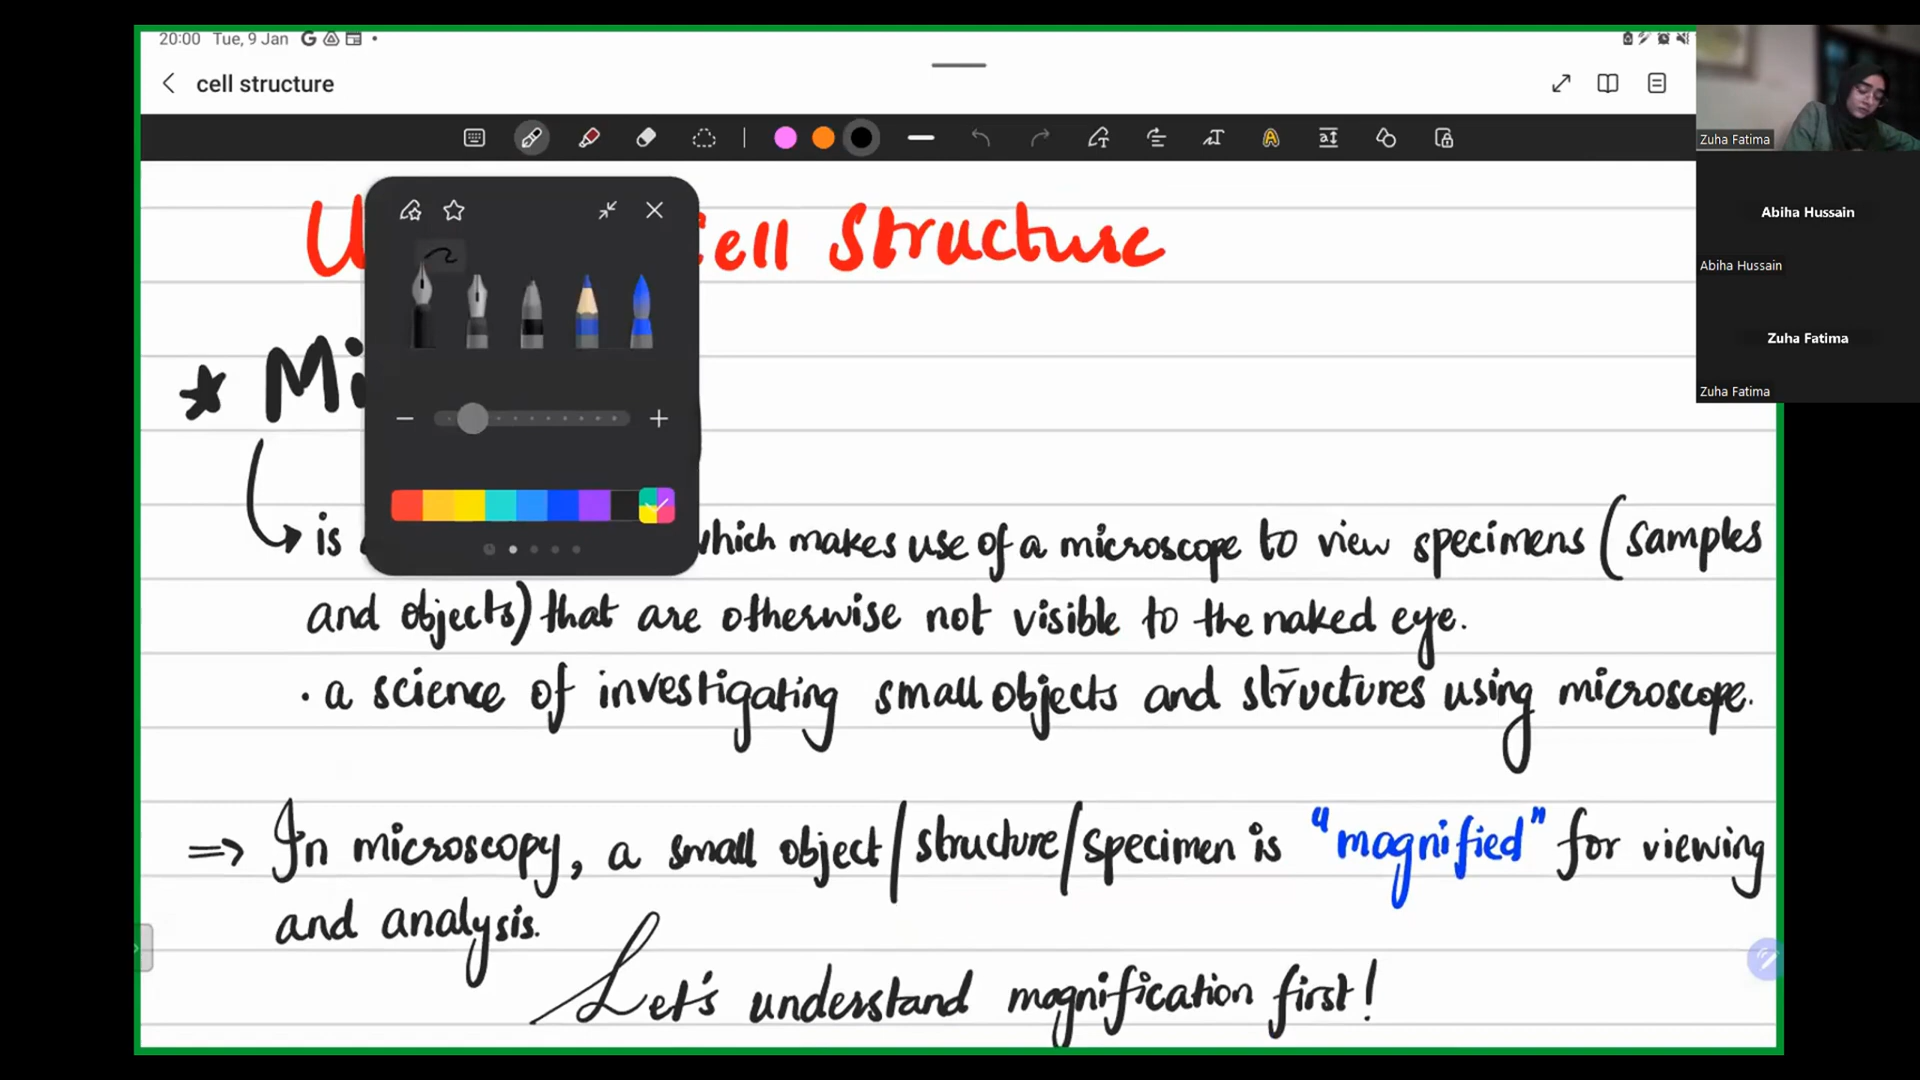 20:00 Tue, 9 Jan
cell structure
Zuha Fatima
Abiha Hussain
Abiha Hussain
Zuha Fatima
Zuha Fatima
U ell Structure
* Mi
is which makes use of a microscope to view specimens (samples
and objects) that are otherwise not visible to the naked eye.
· a science of investigating small objects and structures using microscope.
=> In microscopy, a small object/structure/specimen is "magnified" for viewing
and analysis.
Let's understand magnification first!